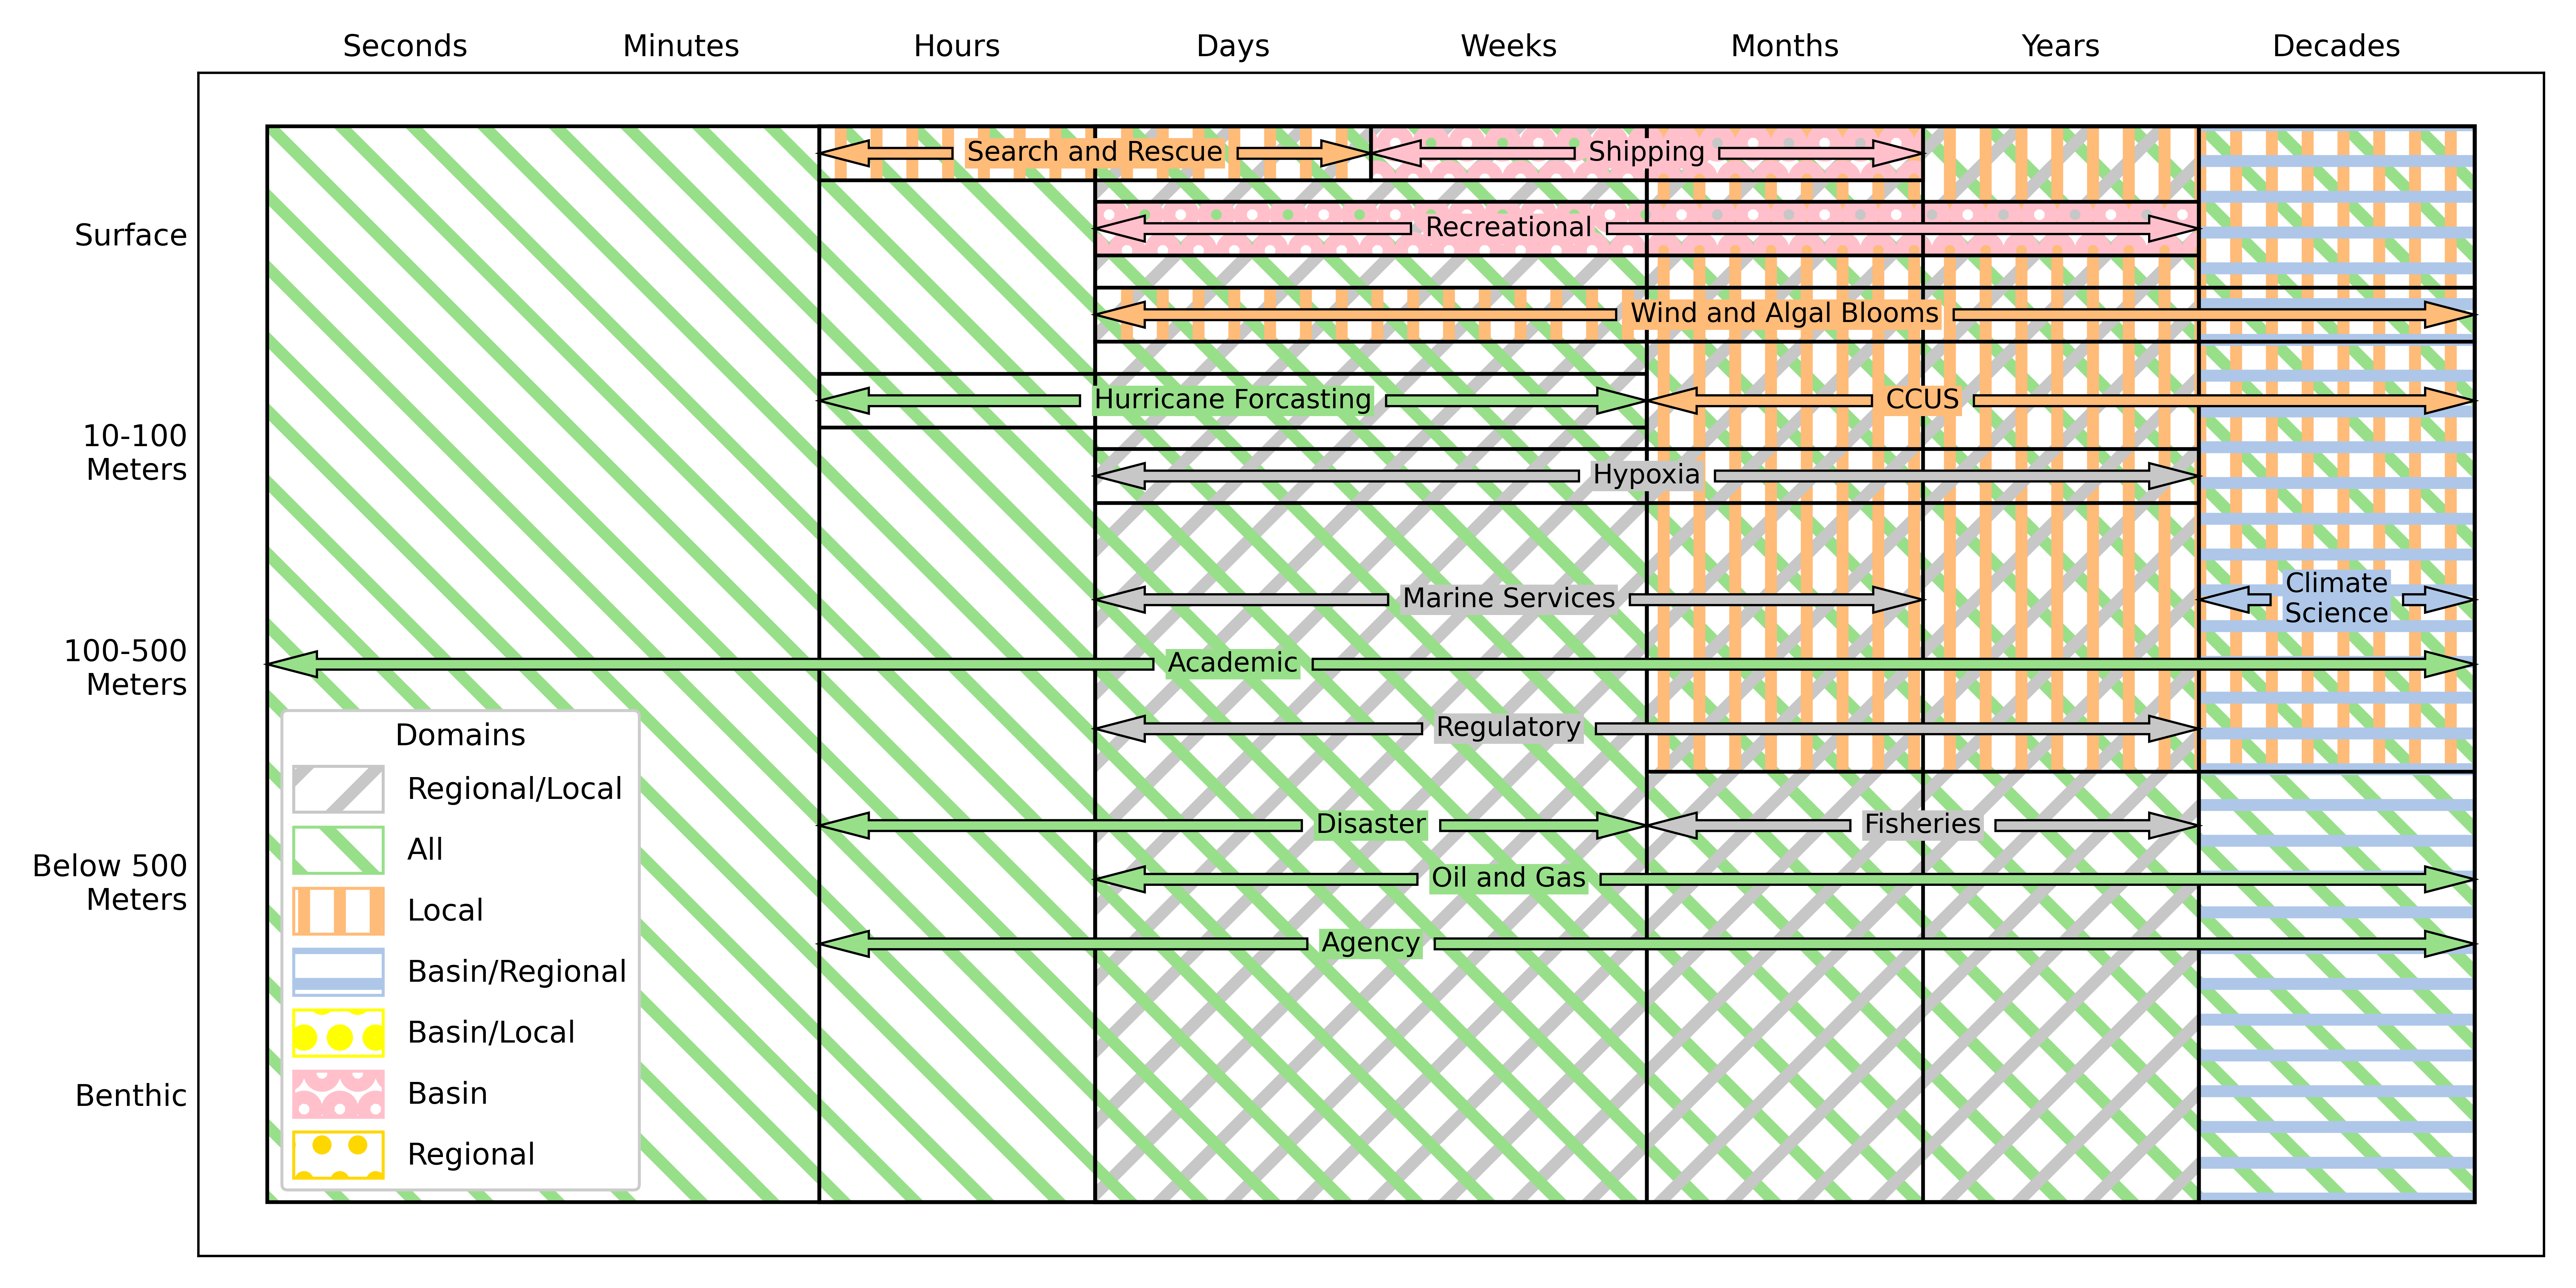 Seconds Minutes Hours Days Weeks Months Years Decades
Search and Rescue
Shipping
Surface
Recreational
Wind and Algal Blooms
Hurricane Forcasting
CCUS
10-100
Meters
Hypoxia
Marine Services
Climate
Science
100-500
Meters
Academic
Regulatory
Disaster
Fisheries
Below 500
Meters
Oil and Gas
Agency
Benthic
Domains
Regional/Local
All
Local
Basin/Regional
Basin/Local
Basin
Regional